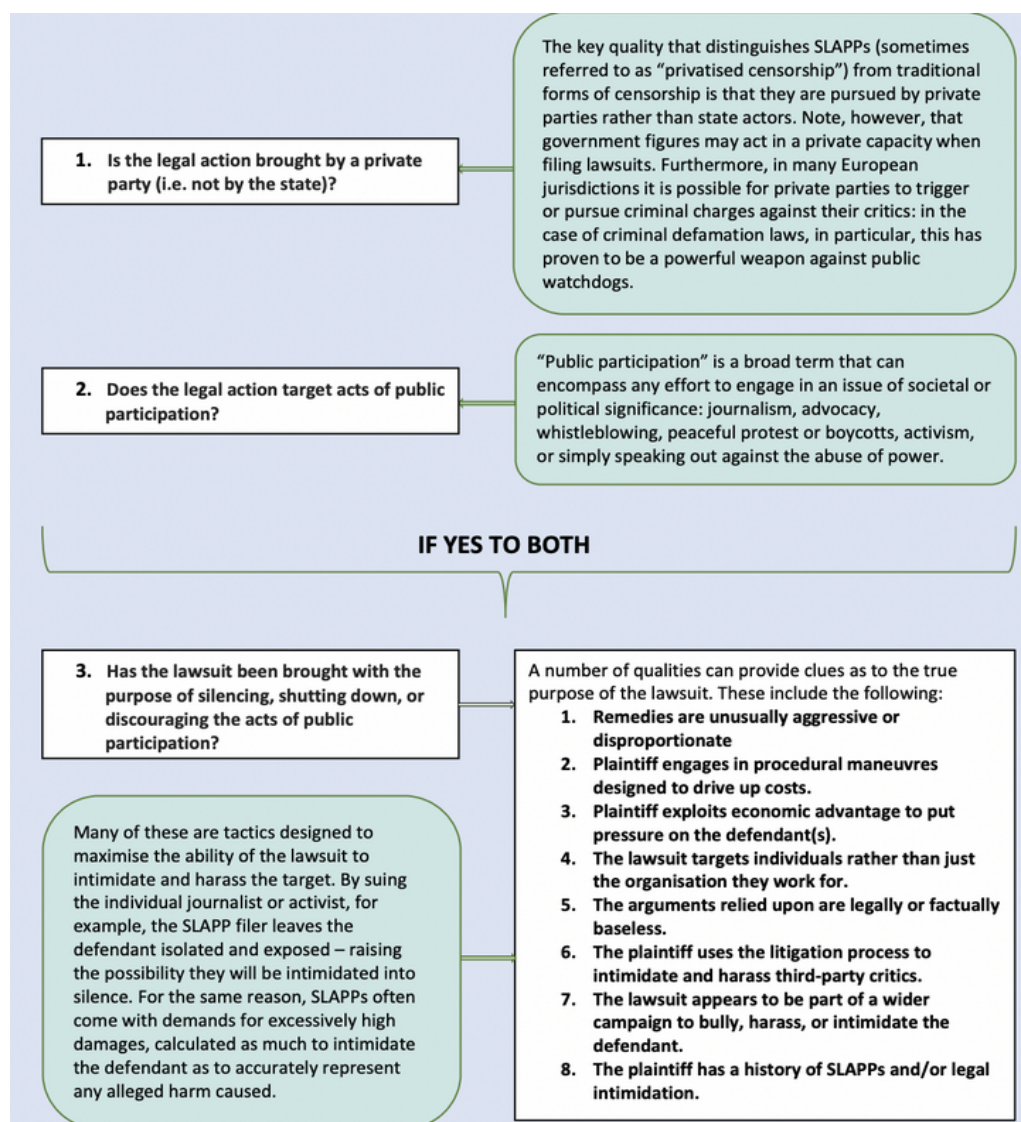 The key quality that distinguishes SLAPPs (sometimes
referred to as “privatised censorship”) from traditional
forms of censorship is that they are pursued by private
parties rather than state actors. Note, however, that
government figures may act in a private capacity when
filing lawsuits. Furthermore, in many European
jurisdictions it is possible for private parties to trigger
or pursue criminal charges against their critics: in the
case of criminal defamation laws, in particular, this has
proven to be a powerful weapon against public
watchdogs.
1. Is the legal action brought by a private
party (i.e. not by the state)?
“Public participation” is a broad term that can
encompass any effort to engage in an issue of societal or
political significance: journalism, advocacy,
whistleblowing, peaceful protest or boycotts, activism,
or simply speaking out against the abuse of power.
2. Does the legal action target acts of public
participation?
IF YES TO BOTH
3. Has the lawsuit been brought with the
purpose of silencing, shutting down, or
discouraging the acts of public
participation?
A number of qualities can provide clues as to the true
purpose of the lawsuit. These include the following:
1. Remedies are unusually aggressive or
disproportionate
2. Plaintiff engages in procedural maneuvres
designed to drive up costs.
3. Plaintiff exploits economic advantage to put
pressure on the defendant(s).
4. The lawsuit targets individuals rather than just
the organisation they work for.
5. The arguments relied upon are legally or factually
baseless.
6. The plaintiff uses the litigation process to
intimidate and harass third-party critics.
7. The lawsuit appears to be part of a wider
campaign to bully, harass, or intimidate the
defendant.
8. The plaintiff has a history of SLAPPs and/or legal
intimidation.
Many of these are tactics designed to
maximise the ability of the lawsuit to
intimidate and harass the target. By suing
the individual journalist or activist, for
example, the SLAPP filer leaves the
defendant isolated and exposed – raising
the possibility they will be intimidated into
silence. For the same reason, SLAPPs often
come with demands for excessively high
damages, calculated as much to intimidate
the defendant as to accurately represent
any alleged harm caused.